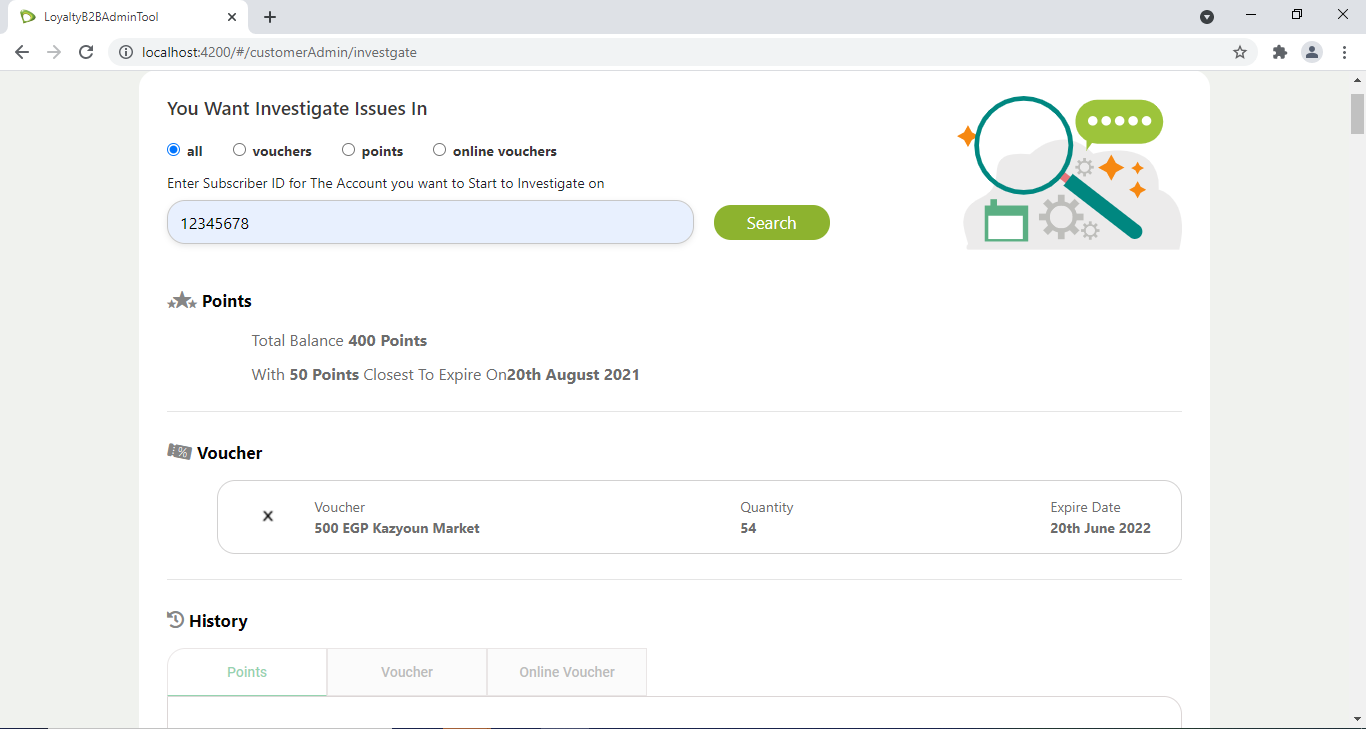 LoyaltyB2BAdminTool
localhost:4200/#/customerAdmin/investgate
You Want Investigate Issues In
all vouchers points online vouchers
Enter Subscriber ID for The Account you want to Start to Investigate on
12345678 Search
Points
Total Balance 400 Points
With 50 Points Closest To Expire On20th August 2021
Voucher
Voucher Quantity Expire Date
X 500 EGP Kazyoun Market 54 20th June 2022
History
Points Voucher Online Voucher